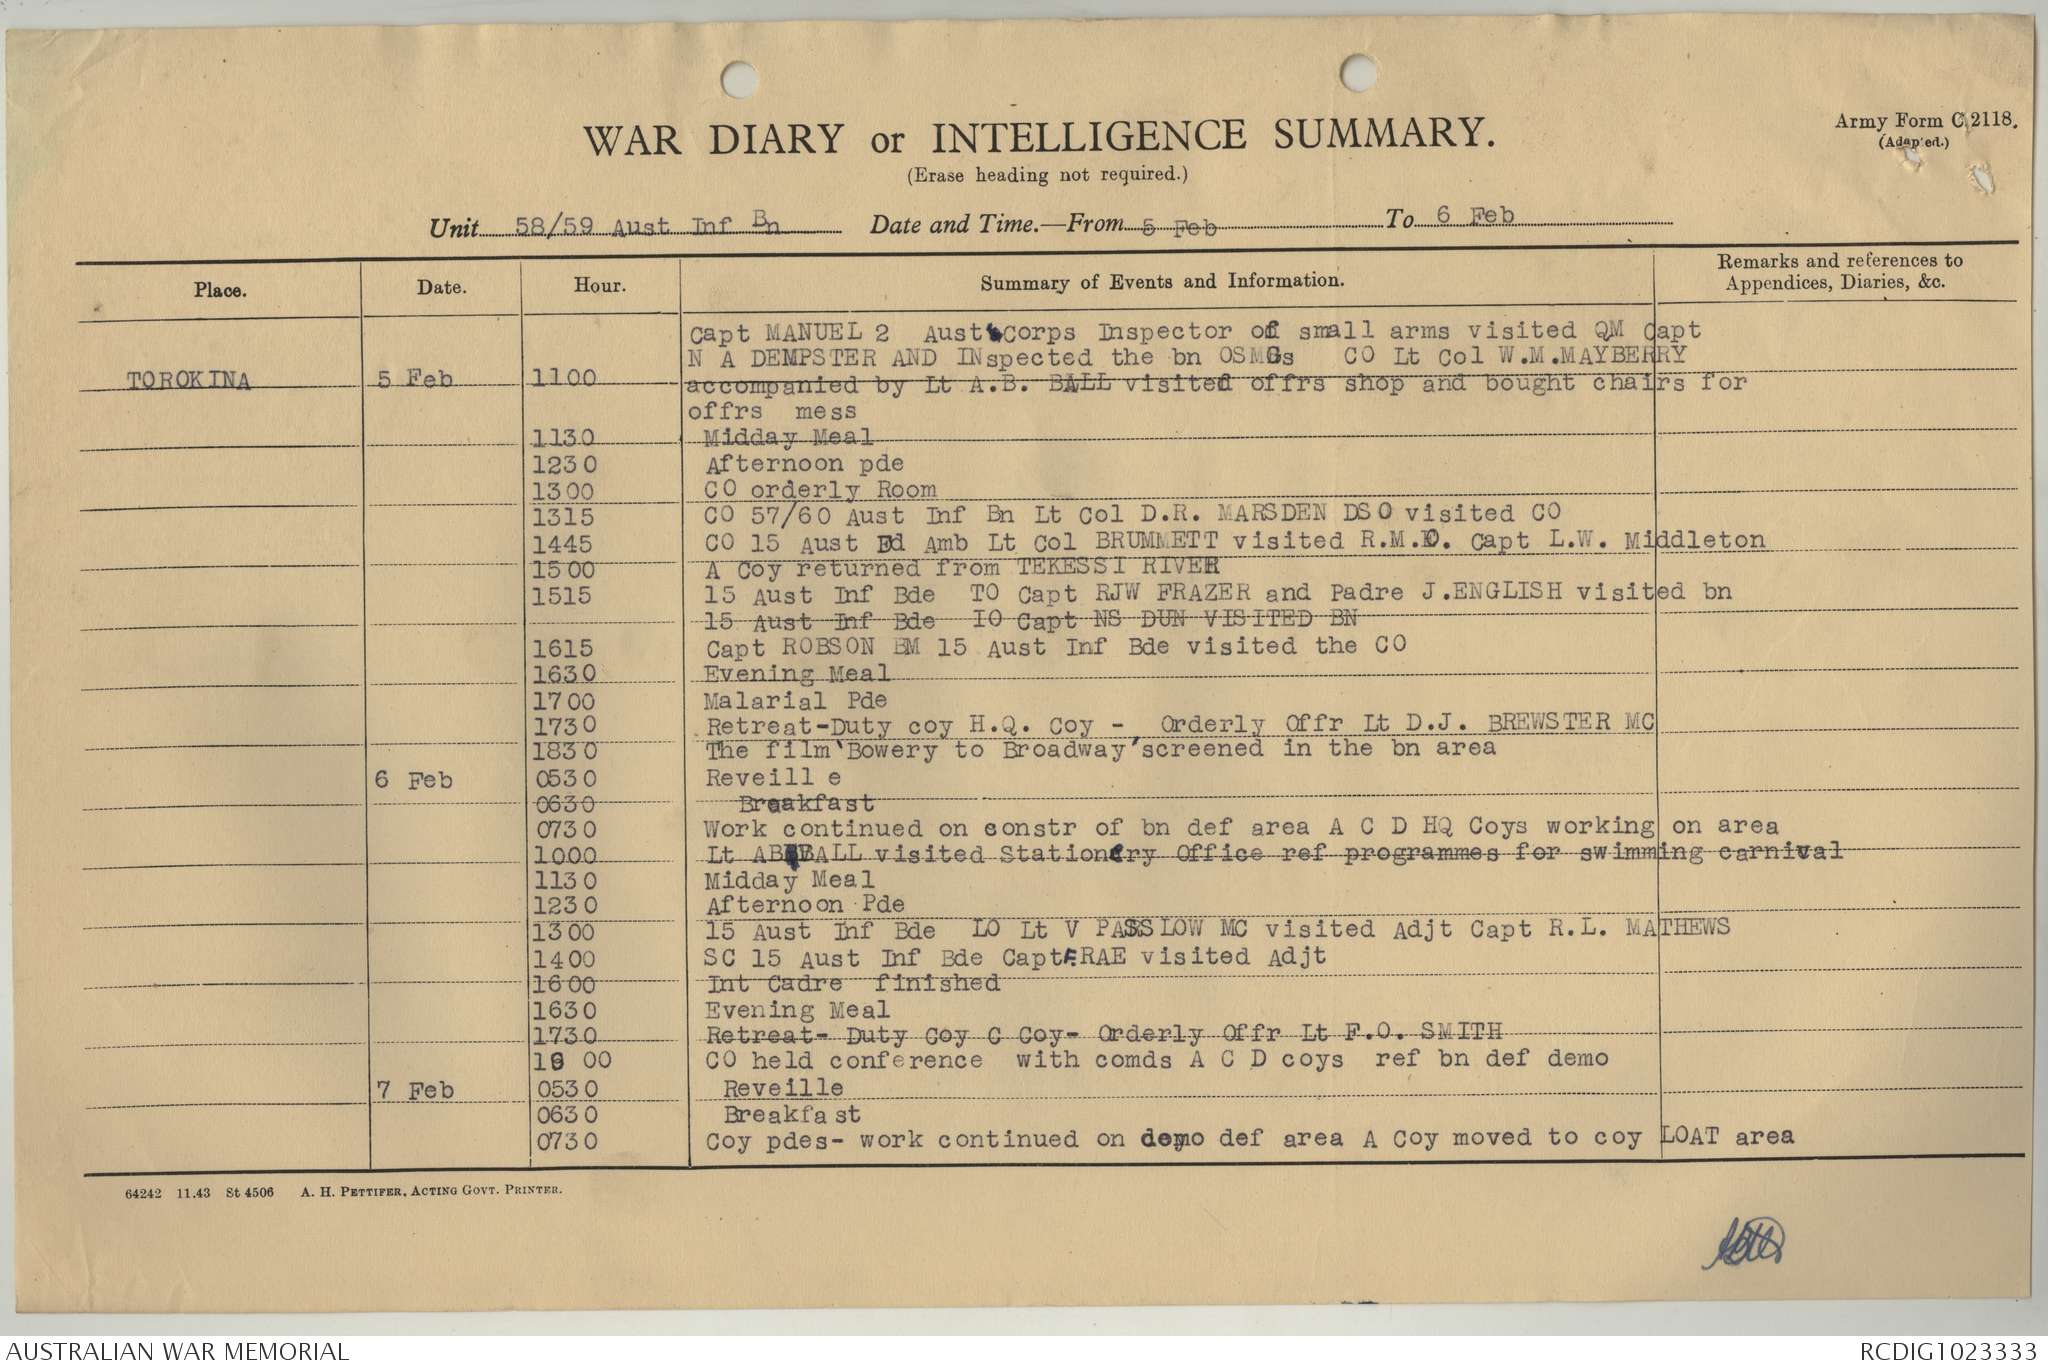 WAR DIARY or INTELLIGENCE SUMMARY.
(Erase heading not required.)
Army Form C.2118.
(Adapted.)
Unit 58/59 Aust Inf Bn Date and Time.—From 5 Feb To 6 Feb
Place. Date. Hour. Summary of Events and Information. Remarks and references to Appendices, Diaries, &c.
Capt MANUEL 2 Aust Corps Inspector of small arms visited QM Capt
N A DEMPSTER AND INspected the bn OSMGs CO Lt Col W.M.MAYBERRY
TOROKINA 5 Feb 1100 accompanied by Lt A.B. BALL visited offrs shop and bought chairs for
offrs mess
1130 Midday Meal
1230 Afternoon pde
1300 CO orderly Room
1315 CO 57/60 Aust Inf Bn Lt Col D.R. MARSDEN DSO visited CO
1445 CO 15 Aust Fd Amb Lt Col BRUMMETT visited R.M.O. Capt L.W. Middleton
1500 A Coy returned from TEKESSI RIVER
1515 15 Aust Inf Bde TO Capt RJW FRAZER and Padre J.ENGLISH visited bn
15 Aust Inf Bde IO Capt NS DUN VISITED BN
1615 Capt ROBSON BM 15 Aust Inf Bde visited the CO
1630 Evening Meal
1700 Malarial Pde
1730 Retreat-Duty coy H.Q. Coy - Orderly Offr Lt D.J. BREWSTER MC
1830 The film 'Bowery to Broadway' screened in the bn area
6 Feb 0530 Reveill e
0630 Breakfast
0730 Work continued on constr of bn def area A C D HQ Coys working on area
1000 Lt AB BALL visited Stationery Office ref programmes for swimming carnival
1130 Midday Meal
1230 Afternoon Pde
1300 15 Aust Inf Bde LO Lt V PASSLOW MC visited Adjt Capt R.L. MATHEWS
1400 SC 15 Aust Inf Bde Capt F.RAE visited Adjt
1600 Int Cadre finished
1630 Evening Meal
1730 Retreat- Duty Coy C Coy- Orderly Offr Lt F.O. SMITH
00 CO held conference with comds A C D coys ref bn def demo
7 Feb 0530 Reveille
0630 Breakfast
0730 Coy pdes- work continued on demo def area A Coy moved to coy LOAT area
64242 11.43 St 4506 A. H. PETTIFER, ACTING GOVT. PRINTER.
AUSTRALIAN WAR MEMORIAL
RCDIG1023333